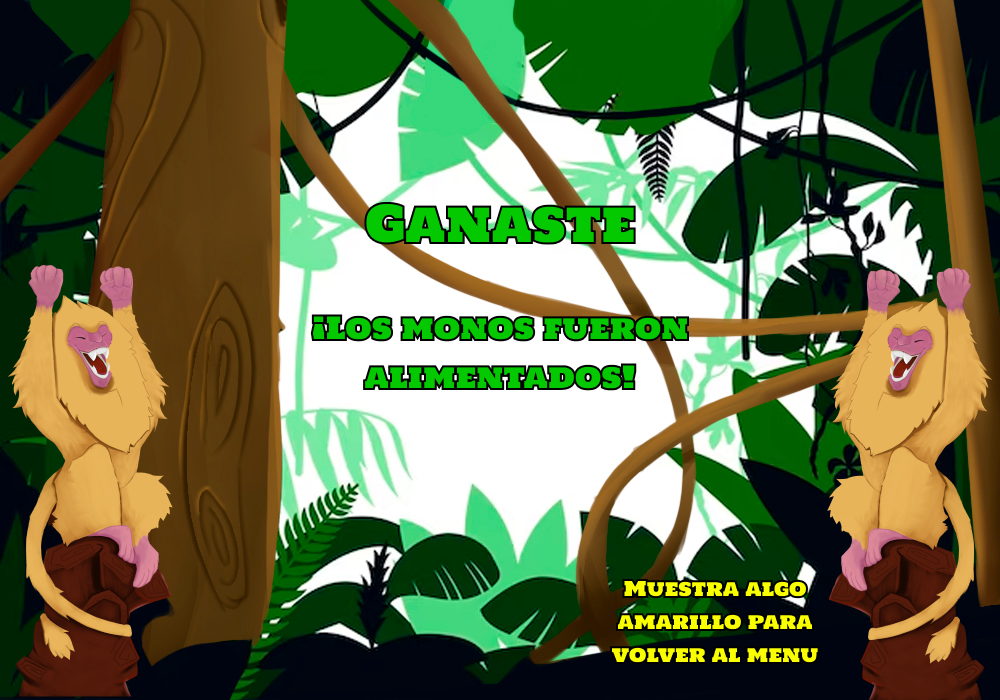 Ganaste
¡Los monos fueron
alimentados!
Muestra algo
amarillo para
volver al menu